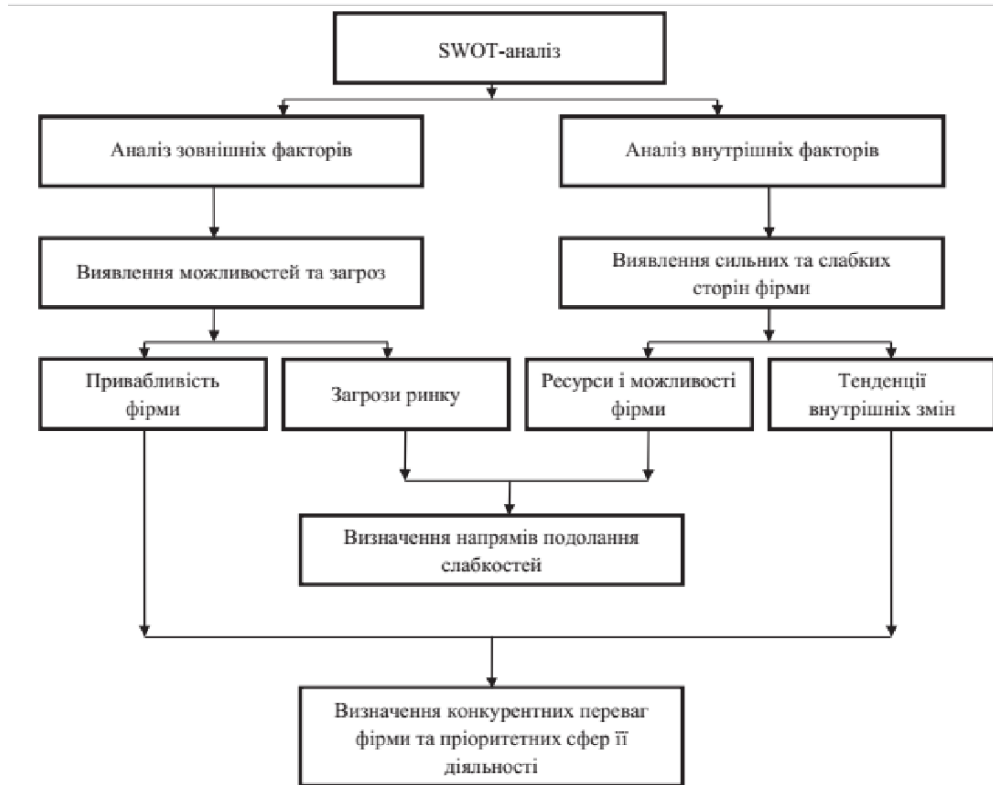 SWOT-аналіз
Аналіз зовнішніх факторів
Аналіз внутрішніх факторів
Виявлення можливостей та загроз
Виявлення сильних та слабких
сторін фірми
Привабливість
фірми
Загрози ринку
Ресурси і можливості
фірми
Тенденції
внутрішніх змін
Визначення напрямів подолання
слабкостей
Визначення конкурентних переваг
фірми та пріоритетних сфер її
діяльності